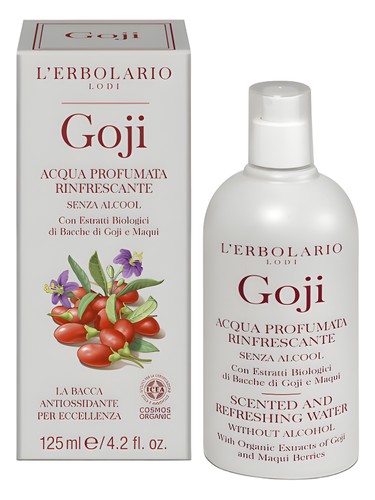 Goji
L'ERBOLARIO
LODI
Goji
ACQUA PROFUMATA
RINFRESCANTE
SENZA ALCOOL
Con Estratti Biologici
di Bacche di Goji e Maqui
LA BACCA
ANTIOSSIDANTE
PER ECCELLENZA
ICEA
COSMOS
ORGANIC
125 ml e/4.2 fl. oz.
L'ERBOLARIO
LODI
Goji
ACQUA PROFUMATA
RINFRESCANTE
SENZA ALCOOL
Con Estratti Biologici
di Bacche di Goji e Maqui
SCENTED AND
REFRESHING WATER
WITHOUT ALCOHOL
With Organic Extracts of Goji
and Maqui Berries